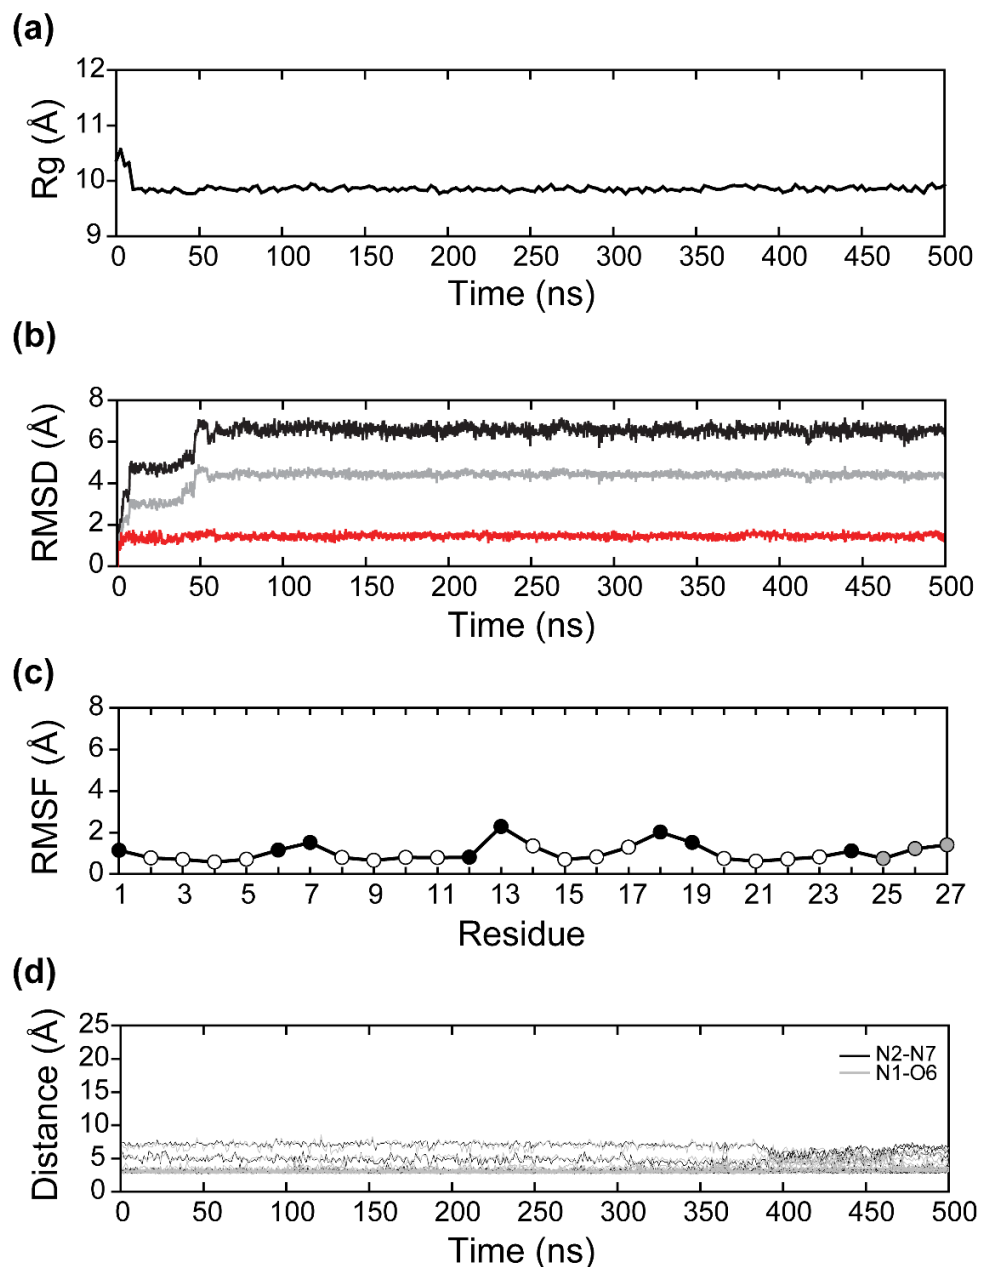 (a)
12
11
10
9
Rg (Å)
0 50 100 150 200 250 300 350 400 450 500
Time (ns)
(b)
8
6
4
2
0
RMSD (Å)
0 50 100 150 200 250 300 350 400 450 500
Time (ns)
(c)
8
6
4
2
0
RMSF (Å)
1 3 5 7 9 11 13 15 17 19 21 23 25 27
Residue
(d)
25
20
15
10
5
0
Distance (Å)
N2-N7
N1-O6
0 50 100 150 200 250 300 350 400 450 500
Time (ns)